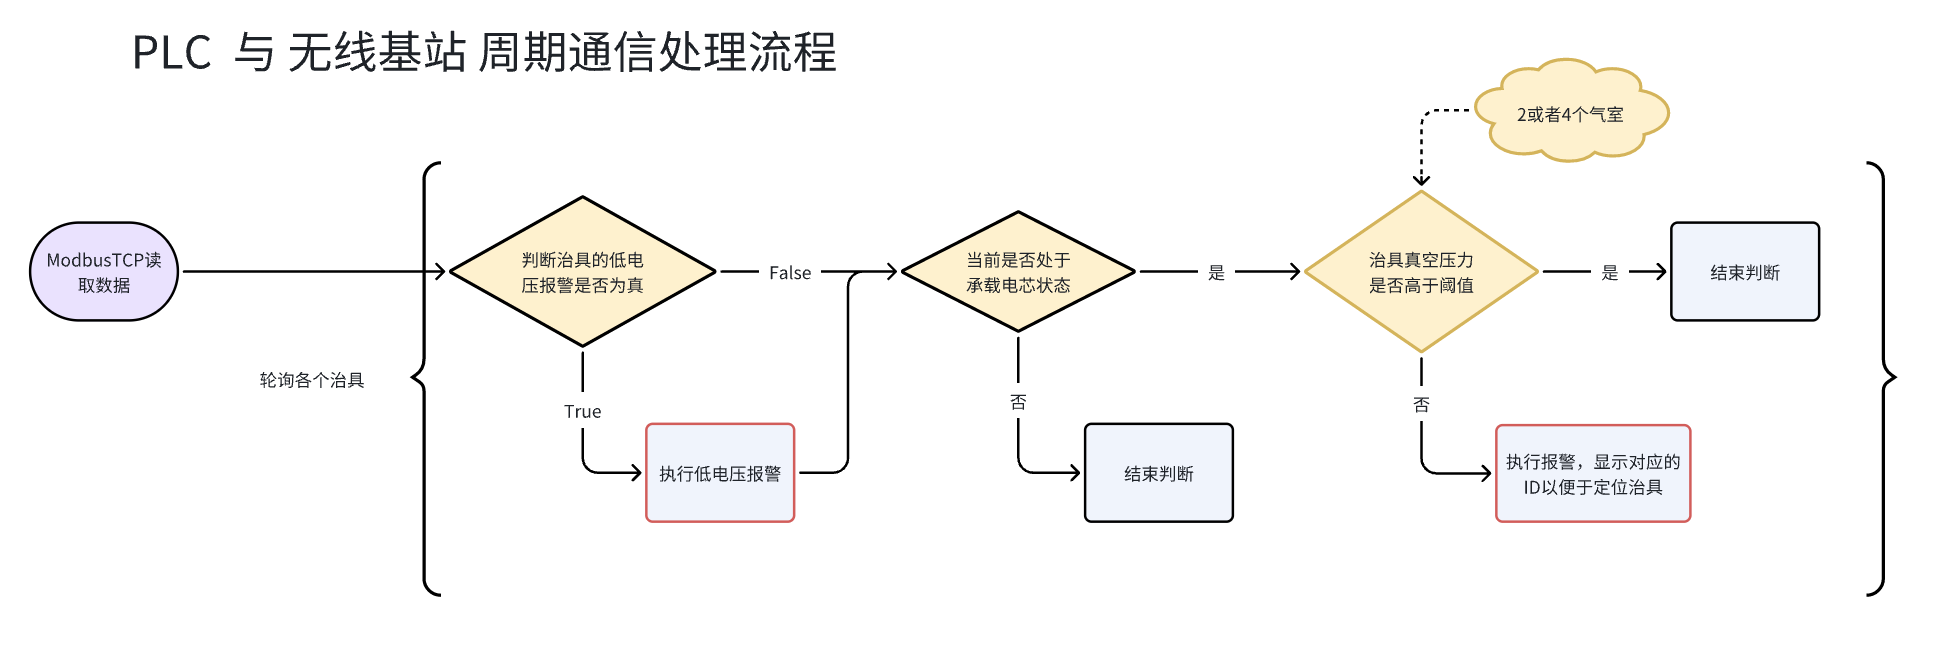 PLC 与 无线基站 周期通信处理流程
2或者4个气室
ModbusTCP读
取数据
轮询各个治具
判断治具的低电
压报警是否为真
False
True
执行低电压报警
当前是否处于
承载电芯状态
是
否
结束判断
治具真空压力
是否高于阈值
是
结束判断
否
执行报警，显示对应的
ID以便于定位治具